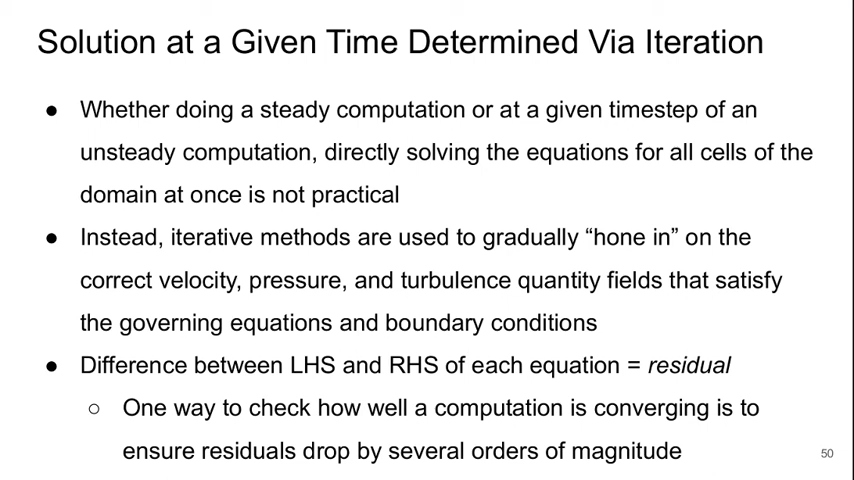 Solution at a Given Time Determined Via Iteration
● Whether doing a steady computation or at a given timestep of an
unsteady computation, directly solving the equations for all cells of the
domain at once is not practical
● Instead, iterative methods are used to gradually “hone in” on the
correct velocity, pressure, and turbulence quantity fields that satisfy
the governing equations and boundary conditions
● Difference between LHS and RHS of each equation = residual
○ One way to check how well a computation is converging is to
ensure residuals drop by several orders of magnitude
50